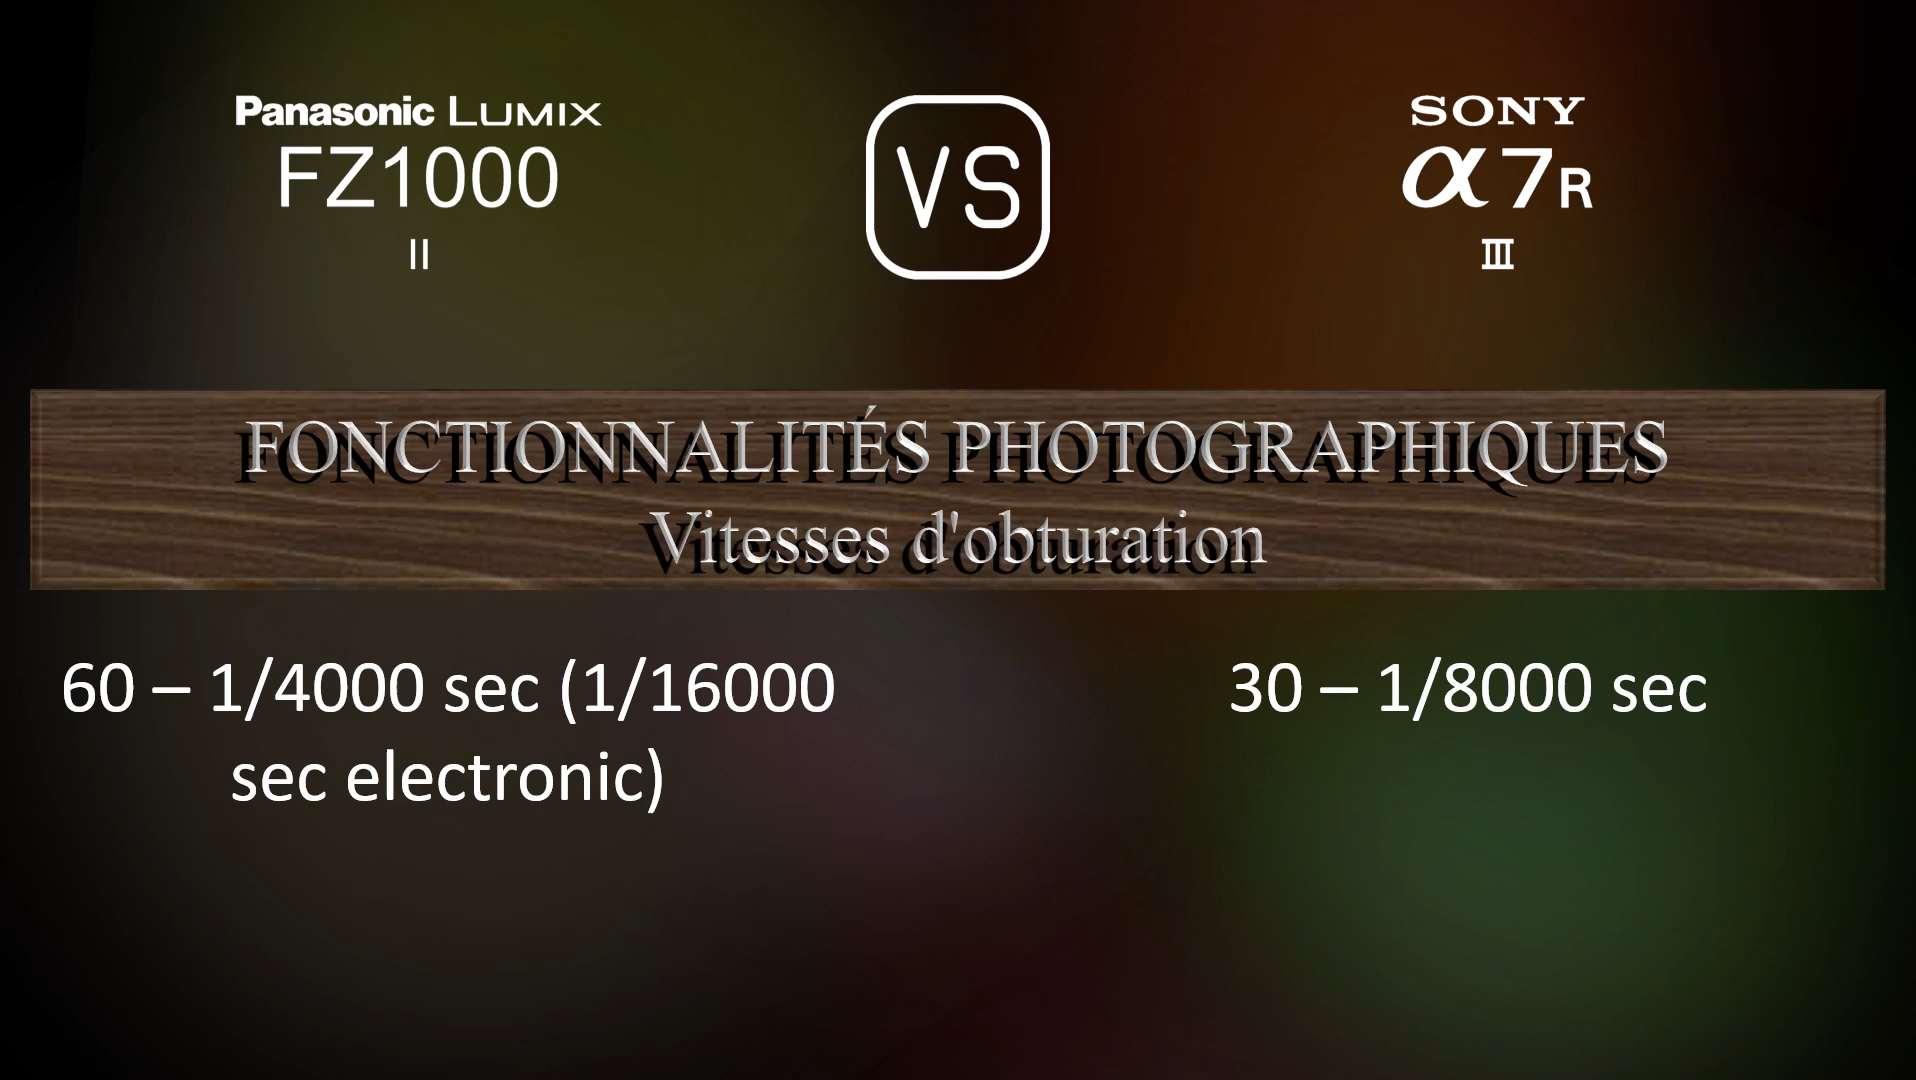 Panasonic LUMIX
FZ1000
II
VS
SONY
α7R
III
FONCTIONNALITÉS PHOTOGRAPHIQUES
Vitesses d'obturation
60 – 1/4000 sec (1/16000
sec electronic)
30 – 1/8000 sec